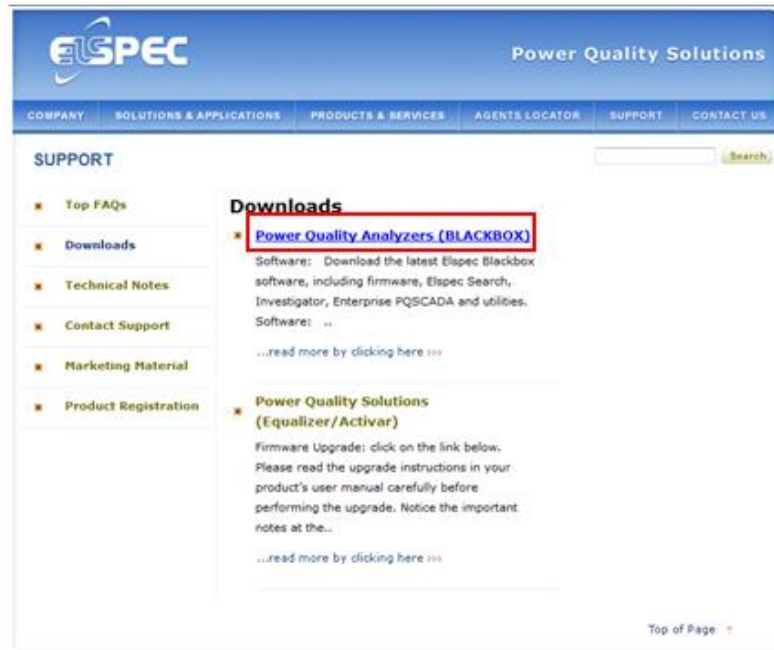 ELSPEC
Power Quality Solutions
COMPANY SOLUTIONS & APPLICATIONS PRODUCTS & SERVICES AGENTS LOCATOR SUPPORT CONTACT US
SUPPORT
Search
Top FAQs
Downloads
Technical Notes
Contact Support
Marketing Material
Product Registration
Downloads
Power Quality Analyzers (BLACKBOX)
Software: Download the latest Elspec Blackbox
software, including firmware, Elspec Search,
Investigator, Enterprise PQSCADA and utilities.
Software: ..
...read more by clicking here >>>
Power Quality Solutions
(Equalizer/Activar)
Firmware Upgrade: click on the link below.
Please read the upgrade instructions in your
product's user manual carefully before
performing the upgrade. Notice the important
notes at the..
...read more by clicking here >>>
Top of Page ↑